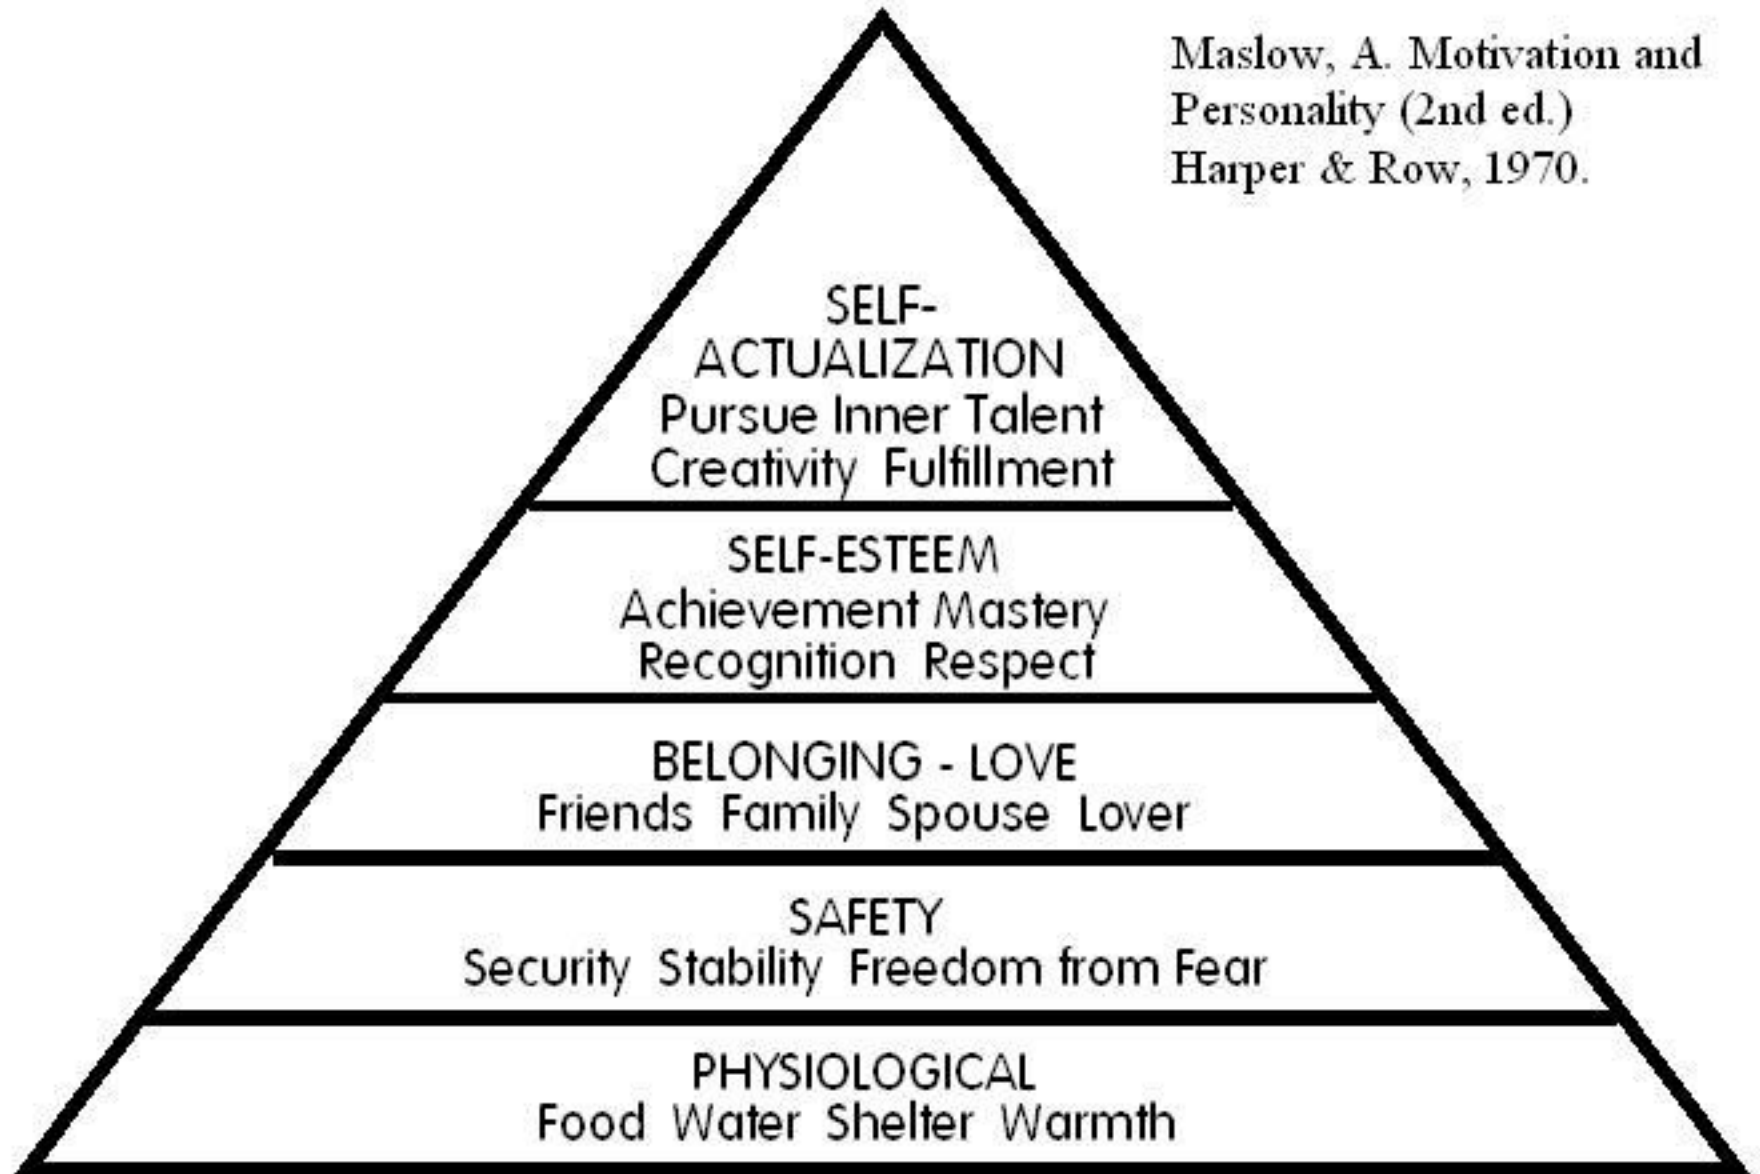 Maslow, A. Motivation and
Personality (2nd ed.)
Harper & Row, 1970.
SELF-
ACTUALIZATION
Pursue Inner Talent
Creativity Fulfillment
SELF-ESTEEM
Achievement Mastery
Recognition Respect
BELONGING - LOVE
Friends Family Spouse Lover
SAFETY
Security Stability Freedom from Fear
PHYSIOLOGICAL
Food Water Shelter Warmth